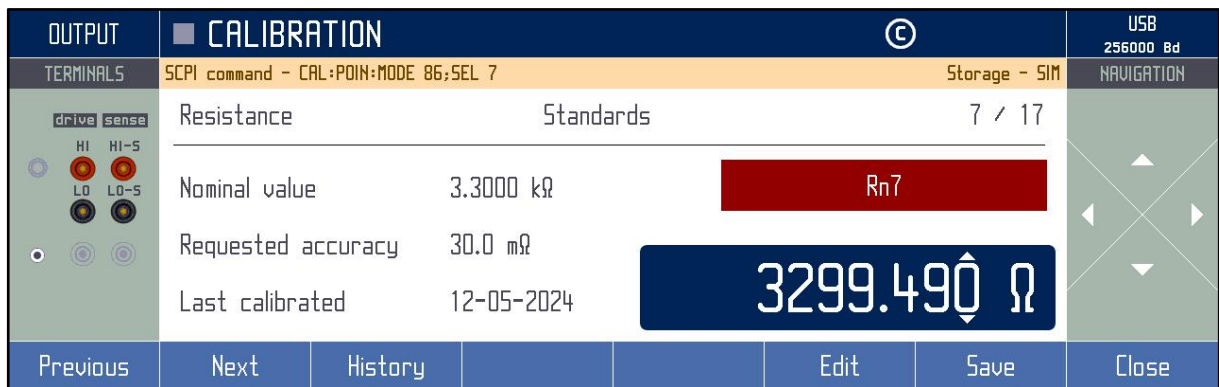 OUTPUT
CALIBRATION
©
USB
256000 Bd
TERMINALS
SCPI command - CAL:POIN:MODE 86;SEL 7
Storage - SIM
NAVIGATION
drive sense
HI HI-S
LO LO-S
Resistance Standards 7 / 17
Nominal value 3.3000 kΩ
Rn7
Requested accuracy 30.0 mΩ
Last calibrated 12-05-2024
3299.490 Ω
Previous Next History Edit Save Close